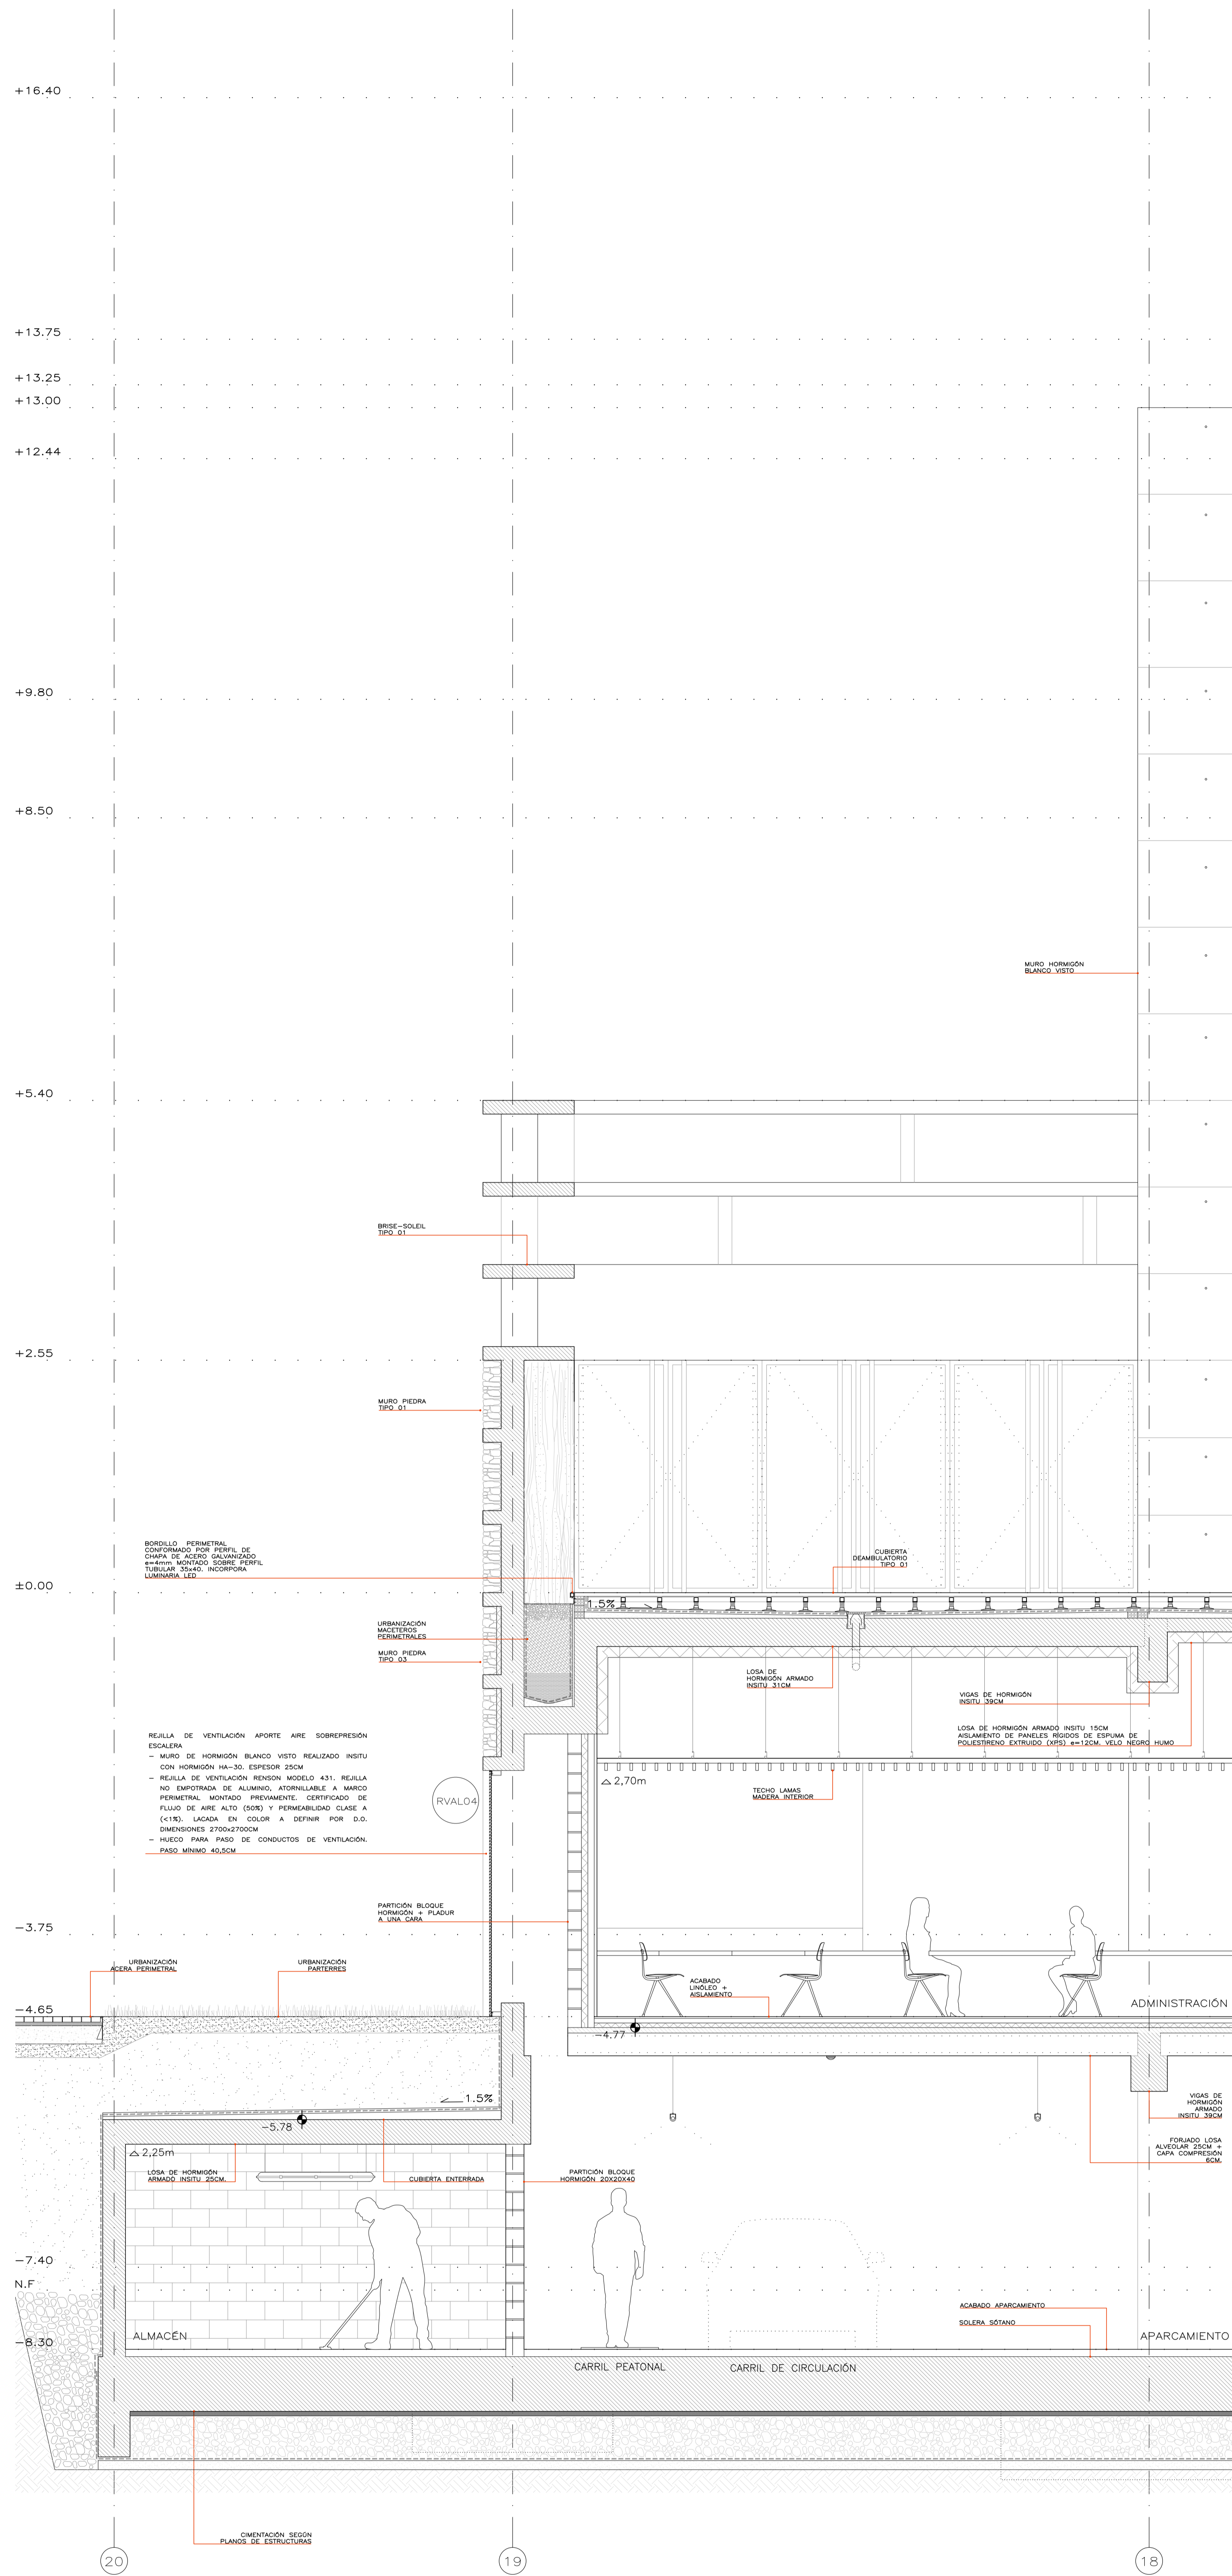 +16.40
+13.75
+13.25
+13.00
+12.44
+9.80
+8.50
MURO HORMIGÓN
BLANCO VISTO
+5.40
BRISE-SOLEIL
TIPO 01
+2.55
MURO PIEDRA
TIPO 01
BORDILLO PERIMETRAL
CONFORMADO POR PERFIL DE
CHAPA DE ACERO GALVANIZADO
e=4mm MONTADO SOBRE PERFIL
TUBULAR 35x40. INCORPORA
LUMINARIA LED
CUBIERTA
DEAMBULATORIO
TIPO 01
±0.00
1.5%
URBANIZACIÓN
MACETEROS
PERIMETRALES
MURO PIEDRA
TIPO 03
LOSA DE
HORMIGÓN ARMADO
INSITU 31CM
VIGAS DE HORMIGÓN
INSITU 39CM
LOSA DE HORMIGÓN ARMADO INSITU 15CM
AISLAMIENTO DE PANELES RÍGIDOS DE ESPUMA DE
POLIESTIRENO EXTRUIDO (XPS) e=12CM. VELO NEGRO HUMO
REJILLA DE VENTILACIÓN APORTE AIRE SOBREPRESIÓN
ESCALERA
- MURO DE HORMIGÓN BLANCO VISTO REALIZADO INSITU
CON HORMIGÓN HA-30. ESPESOR 25CM
- REJILLA DE VENTILACIÓN RENSON MODELO 431. REJILLA
NO EMPOTRADA DE ALUMINIO, ATORNILLABLE A MARCO
PERIMETRAL MONTADO PREVIAMENTE. CERTIFICADO DE
FLUJO DE AIRE ALTO (50%) Y PERMEABILIDAD CLASE A
(<1%). LACADA EN COLOR A DEFINIR POR D.O.
DIMENSIONES 2700x2700CM
- HUECO PARA PASO DE CONDUCTOS DE VENTILACIÓN.
PASO MÍNIMO 40,5CM
RVAL04
2,70m
TECHO LAMAS
MADERA INTERIOR
PARTICIÓN BLOQUE
HORMIGÓN + PLADUR
A UNA CARA
-3.75
URBANIZACIÓN
ACERA PERIMETRAL
URBANIZACIÓN
PARTERRES
ACABADO
LINÓLEO +
AISLAMIENTO
ADMINISTRACIÓN
-4.65
-4.77
1.5%
-5.78
VIGAS DE
HORMIGÓN
ARMADO
INSITU 39CM
2,25m
FORJADO LOSA
ALVEOLAR 25CM +
CAPA COMPRESIÓN
6CM.
LOSA DE HORMIGÓN
ARMADO INSITU 25CM.
CUBIERTA ENTERRADA
PARTICIÓN BLOQUE
HORMIGÓN 20X20X40
-7.40
N.F
ACABADO APARCAMIENTO
SOLERA SÓTANO
-8.30
ALMACÉN
APARCAMIENTO
CARRIL PEATONAL
CARRIL DE CIRCULACIÓN
CIMENTACIÓN SEGÚN
PLANOS DE ESTRUCTURAS
20
19
18